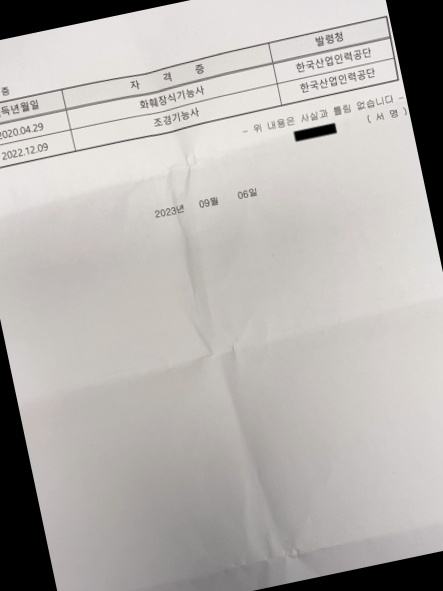 증
득년월일 자 격 증 발령청
2020.04.29 화훼장식기능사 한국산업인력공단
2022.12.09 조경기능사 한국산업인력공단
- 위 내용은 사실과 틀림 없습니다 -
( 서 명 )
2023년 09월 06일